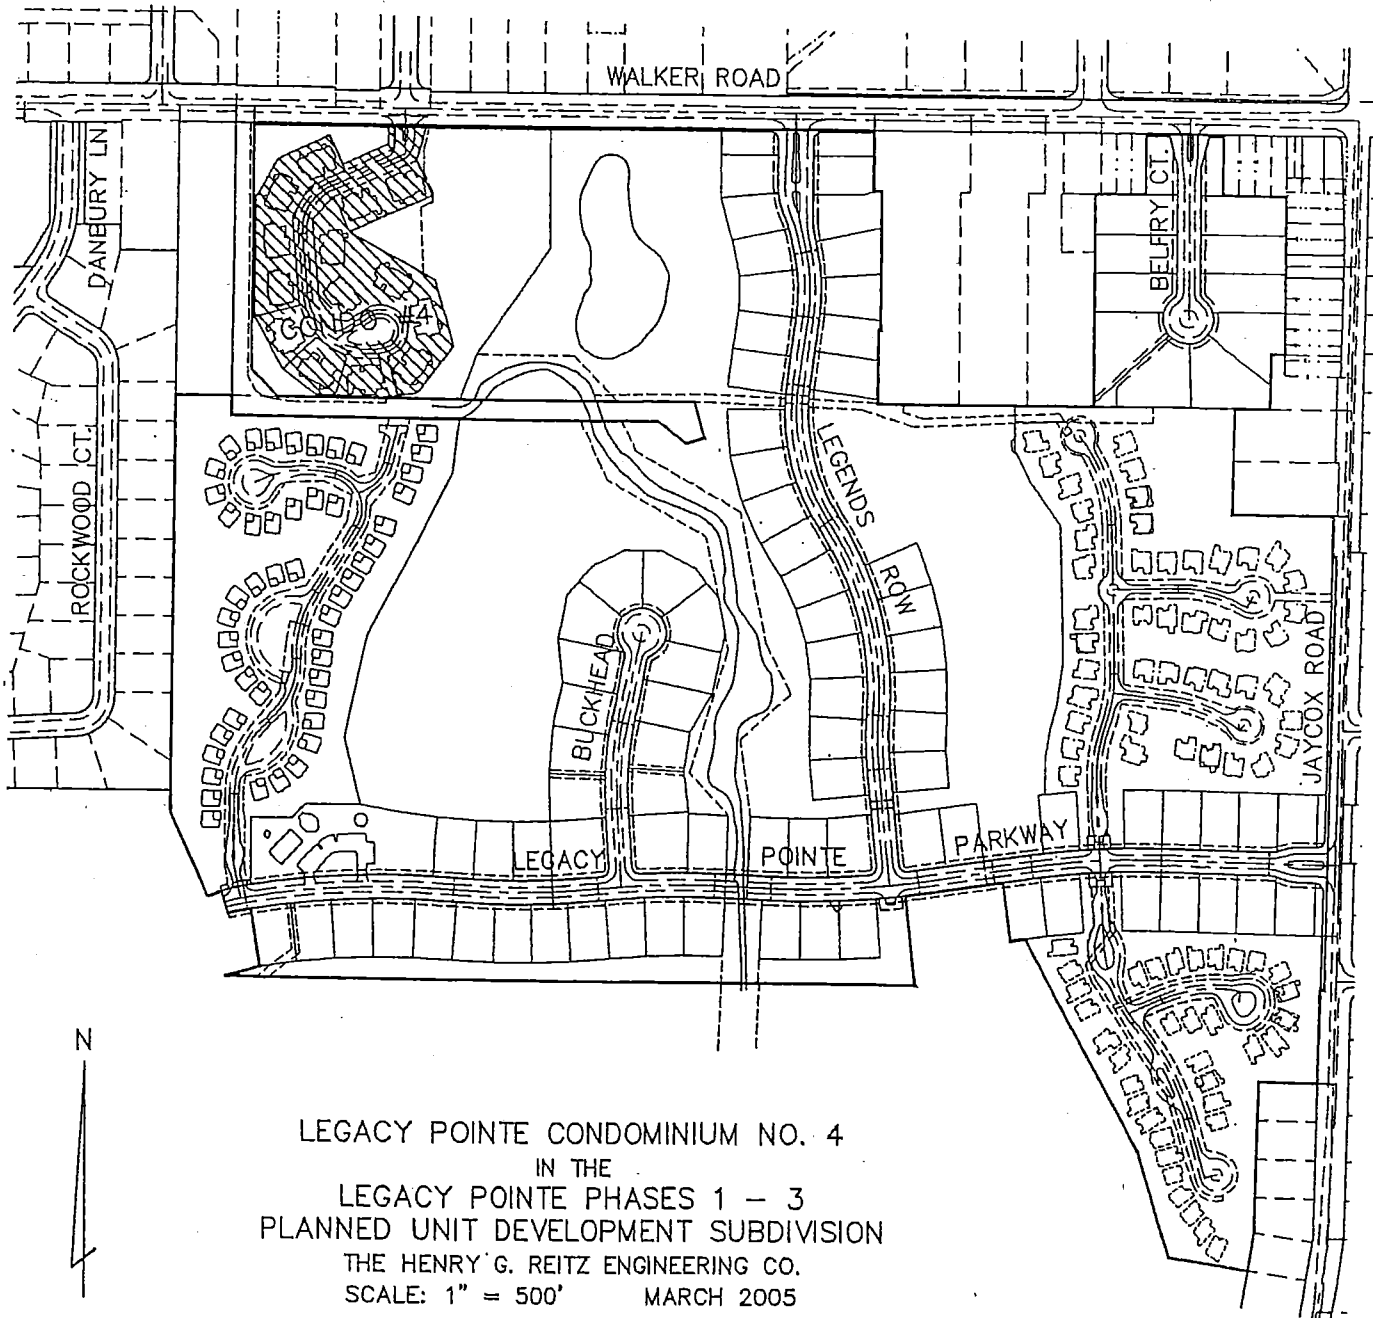 WALKER ROAD
DANBURY LN
BELFRY CT.
CONDO #4
ROCKWOOD CT.
LEGENDS ROW
BUCKHEAD
JAYCOX ROAD
LEGACY POINTE PARKWAY
N
LEGACY POINTE CONDOMINIUM NO. 4
IN THE
LEGACY POINTE PHASES 1 - 3
PLANNED UNIT DEVELOPMENT SUBDIVISION
THE HENRY G. REITZ ENGINEERING CO.
SCALE: 1" = 500' MARCH 2005